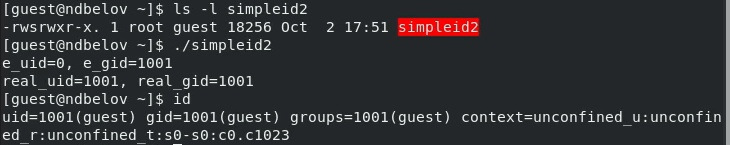 [guest@ndbelov ~]$ ls -l simpleid2
-rwsrwxr-x. 1 root guest 18256 Oct  2 17:51 simpleid2
[guest@ndbelov ~]$ ./simpleid2
e_uid=0, e_gid=1001
real_uid=1001, real_gid=1001
[guest@ndbelov ~]$ id
uid=1001(guest) gid=1001(guest) groups=1001(guest) context=unconfined_u:unconfin
ed_r:unconfined_t:s0-s0:c0.c1023